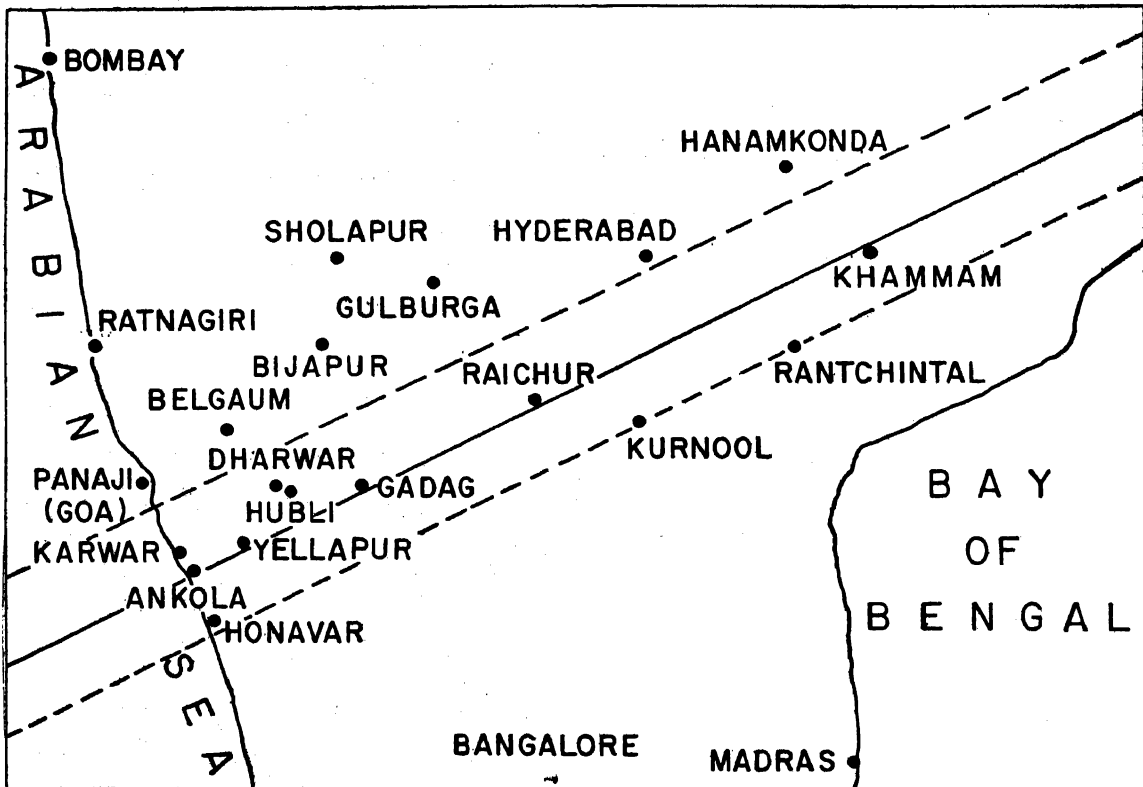 BOMBAY
ARABIAN SEA
HANAMKONDA
SHOLAPUR
HYDERABAD
GULBURGA
KHAMMAM
RATNAGIRI
BIJAPUR
RAICHUR
RANTCHINTAL
BELGAUM
DHARWAR
KURNOOL
PANAJI
(GOA)
GADAG
HUBLI
BAY
OF
BENGAL
KARWAR
YELLAPUR
ANKOLA
HONAVAR
BANGALORE
MADRAS